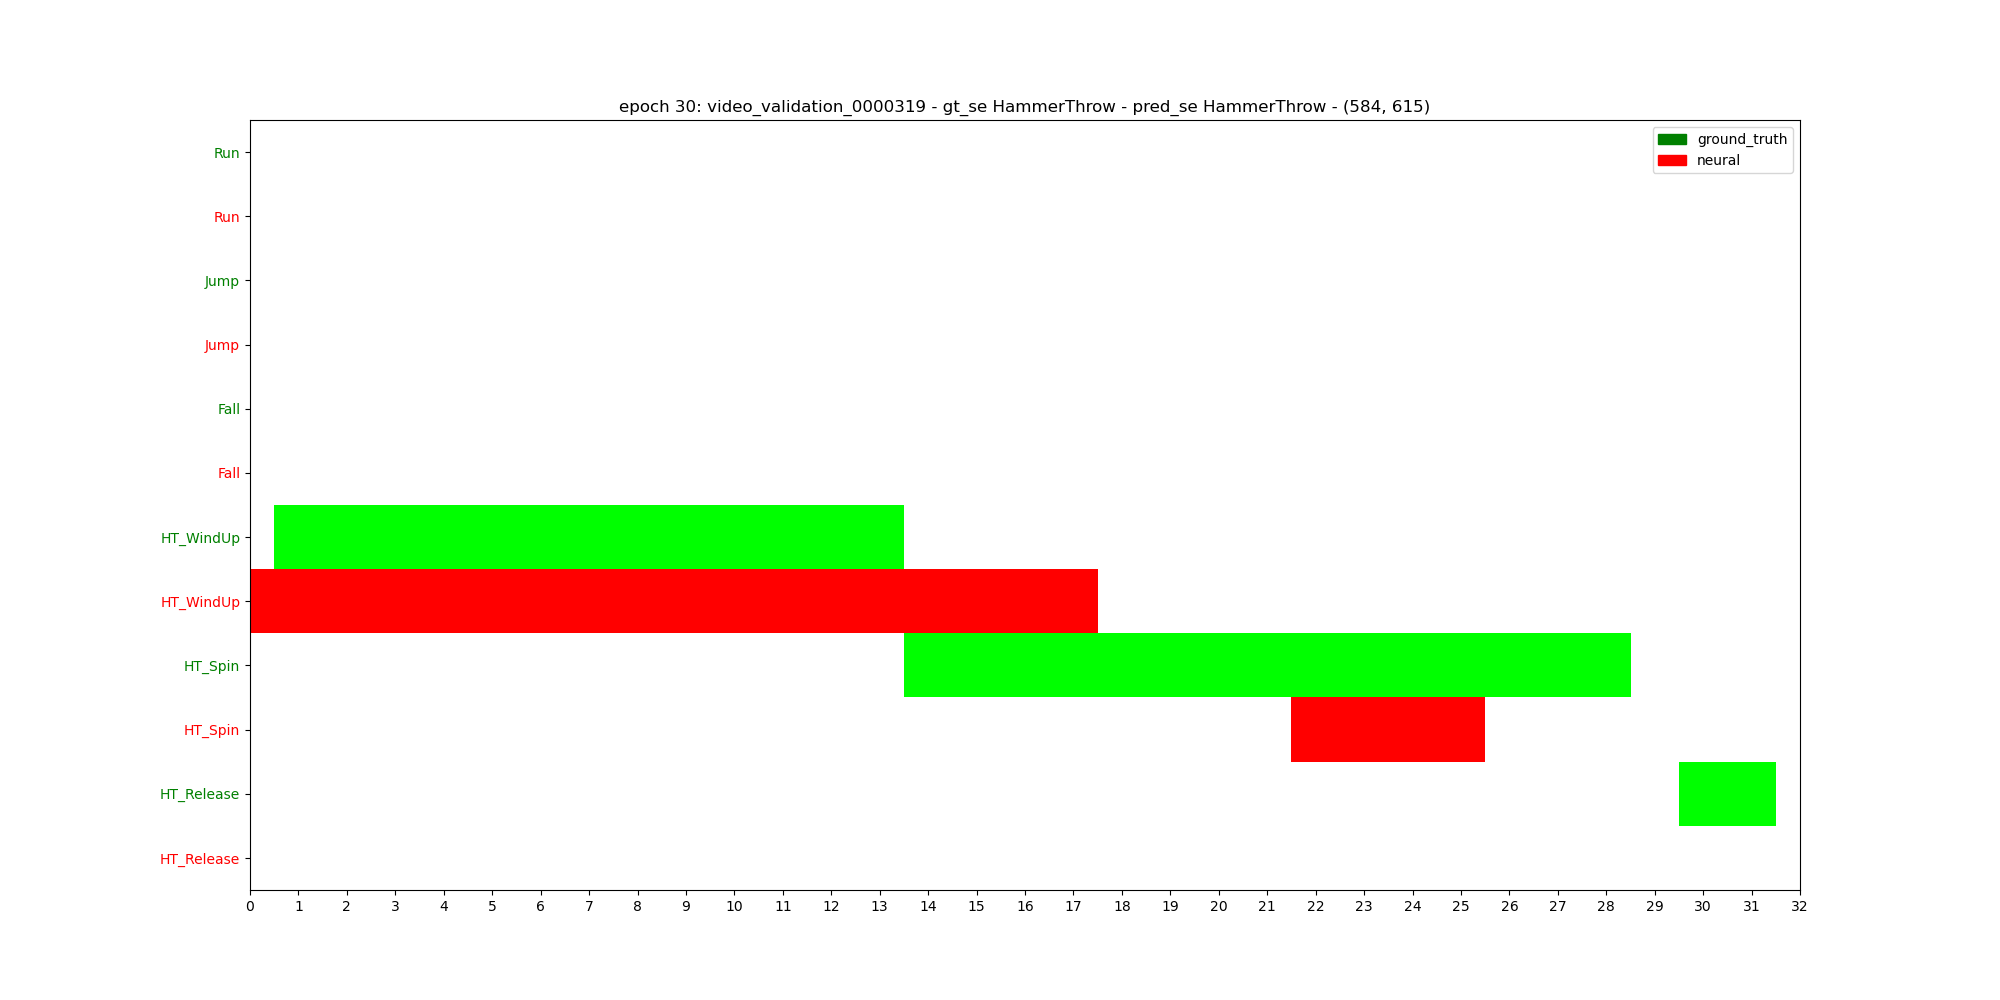 epoch 30: video_validation_0000319 - gt_se HammerThrow - pred_se HammerThrow - (584, 615)
ground_truth
neural
Run
Run
Jump
Jump
Fall
Fall
HT_WindUp
HT_WindUp
HT_Spin
HT_Spin
HT_Release
HT_Release
0 1 2 3 4 5 6 7 8 9 10 11 12 13 14 15 16 17 18 19 20 21 22 23 24 25 26 27 28 29 30 31 32